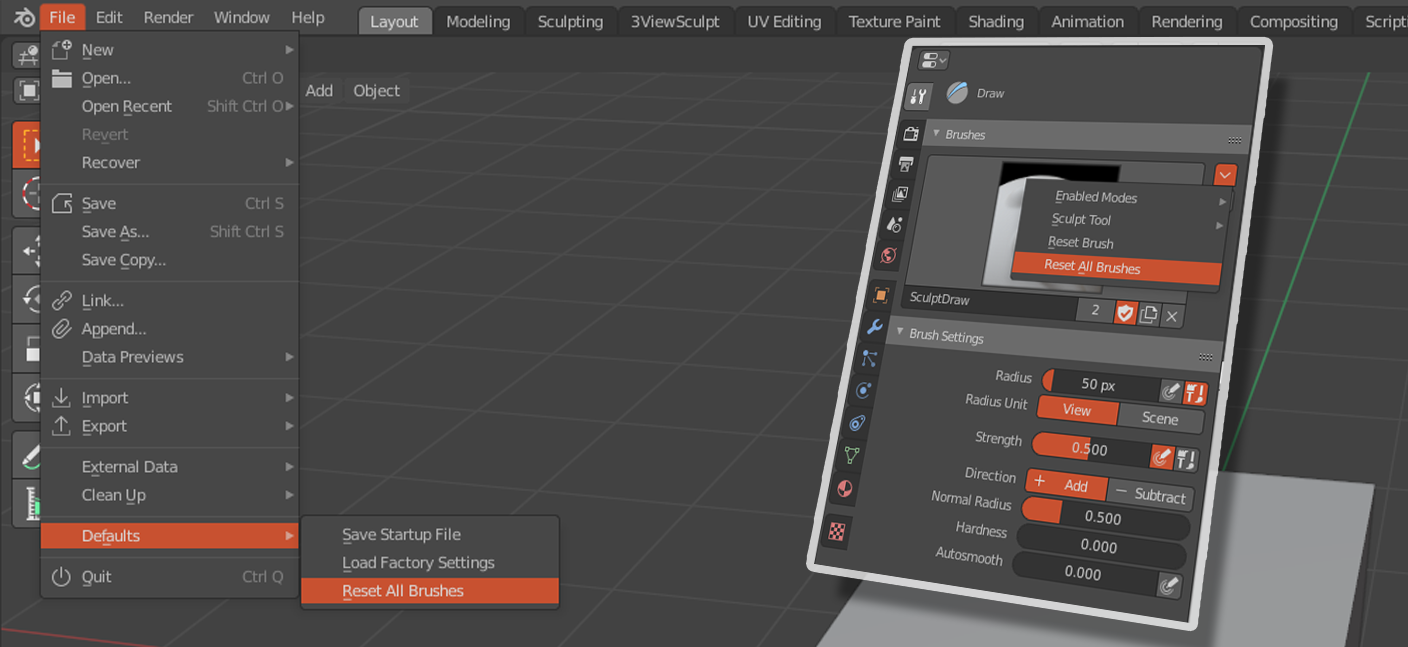 File Edit Render Window Help Layout Modeling Sculpting 3ViewSculpt UV Editing Texture Paint Shading Animation Rendering Compositing Scripti
New
Open... Ctrl O
Open Recent Shift Ctrl O
Revert
Recover
Save Ctrl S
Save As... Shift Ctrl S
Save Copy...
Link...
Append...
Data Previews
Import
Export
External Data
Clean Up
Defaults
Quit Ctrl Q
Save Startup File
Load Factory Settings
Reset All Brushes
Add Object
Draw
Brushes
Enabled Modes
Sculpt Tool
Reset Brush
Reset All Brushes
SculptDraw 2
Brush Settings
Radius 50 px
Radius Unit View Scene
Strength 0.500
Direction + Add − Subtract
Normal Radius 0.500
Hardness 0.000
Autosmooth 0.000